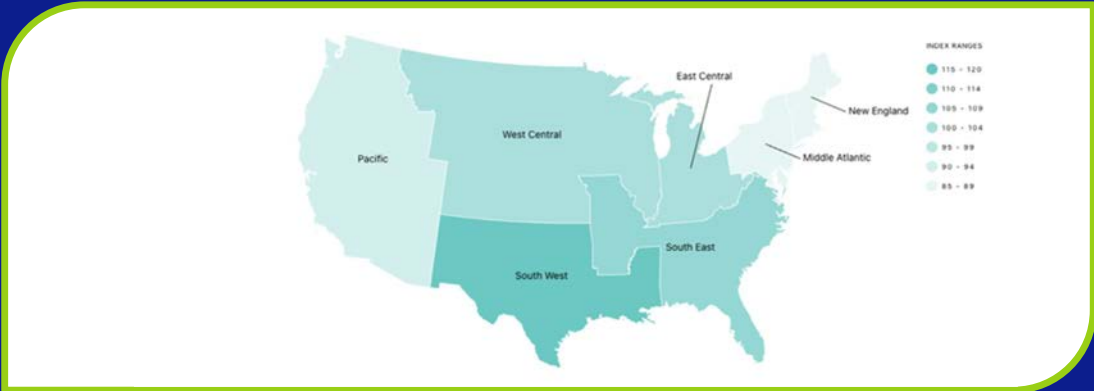 INDEX RANGES
115 - 120
110 - 114
105 - 109
100 - 104
95 - 99
90 - 94
85 - 89
East Central
New England
West Central
Middle Atlantic
Pacific
South East
South West